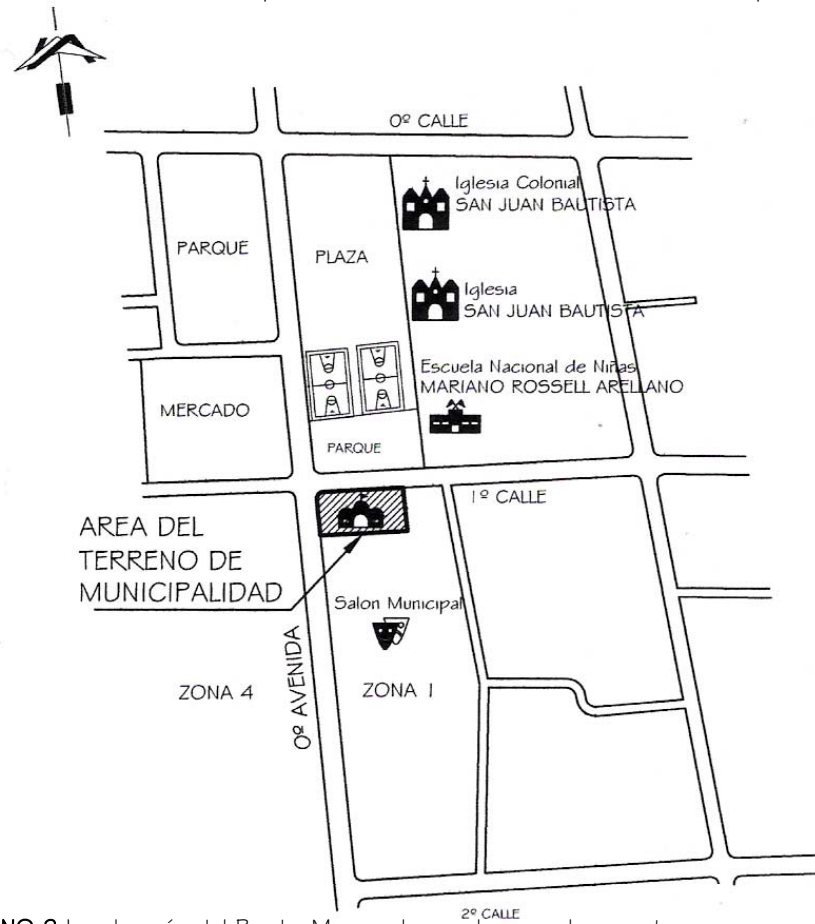 0º CALLE
Iglesia Colonial
SAN JUAN BAUTISTA
PARQUE
PLAZA
Iglesia
SAN JUAN BAUTISTA
Escuela Nacional de Niñas
MARIANO ROSSELL ARELLANO
MERCADO
PARQUE
1º CALLE
AREA DEL
TERRENO DE
MUNICIPALIDAD
Salon Municipal
0º AVENIDA
ZONA 4
ZONA 1
2º CALLE